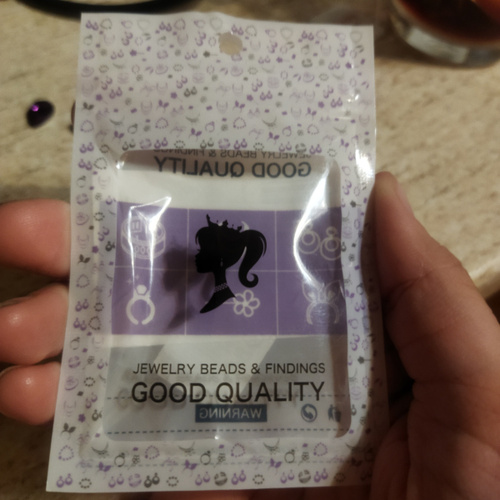 JEWELRY BEADS & FINDINGS
GOOD QUALITY
JEWELRY BEADS & FINDINGS
GOOD QUALITY
WARNING